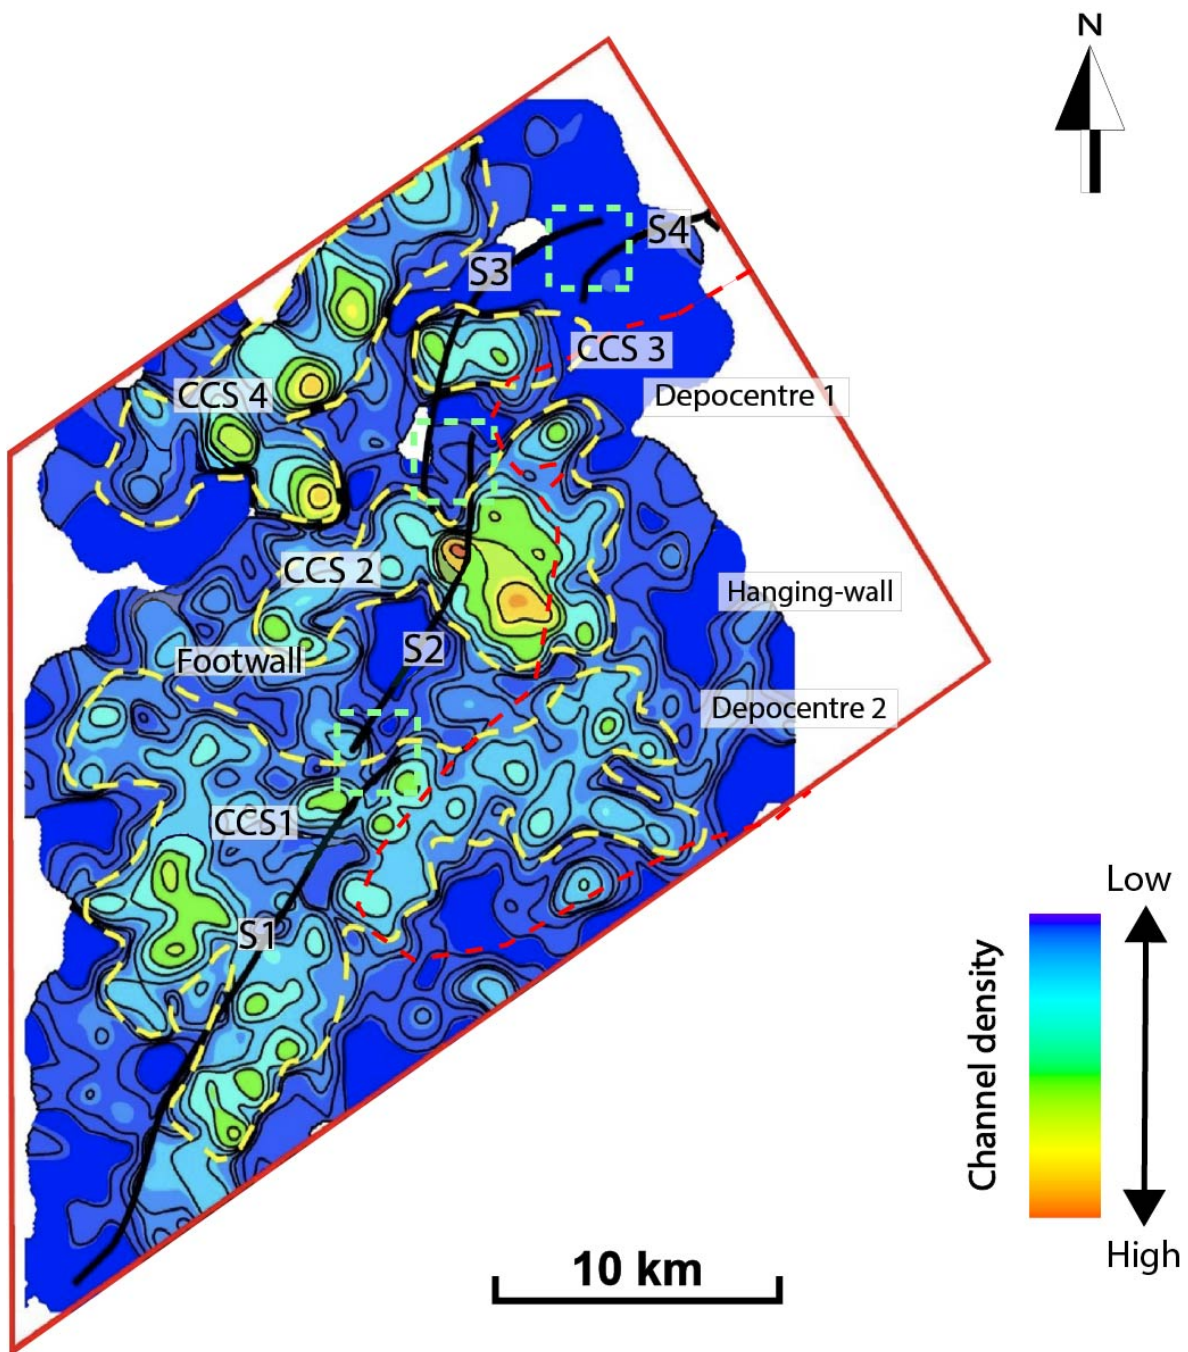 N
S4
S3
CCS 3
CCS 4
Depocentre 1
CCS 2
Hanging-wall
S2
Footwall
Depocentre 2
CCS1
S1
Low
Channel density
High
10 km